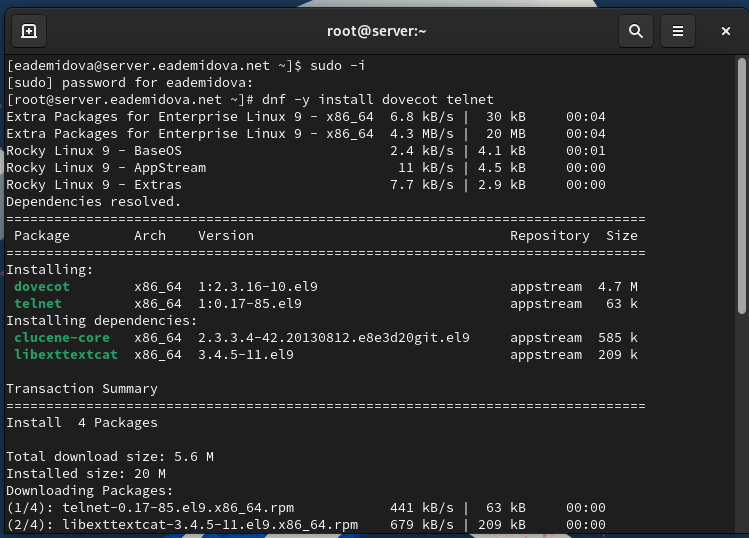 root@server:~
[eademidova@server.eademidova.net ~]$ sudo -i
[sudo] password for eademidova:
[root@server.eademidova.net ~]# dnf -y install dovecot telnet
Extra Packages for Enterprise Linux 9 - x86_64  6.8 kB/s |  30 kB     00:04
Extra Packages for Enterprise Linux 9 - x86_64  4.3 MB/s |  20 MB     00:04
Rocky Linux 9 - BaseOS                          2.4 kB/s | 4.1 kB     00:01
Rocky Linux 9 - AppStream                        11 kB/s | 4.5 kB     00:00
Rocky Linux 9 - Extras                          7.7 kB/s | 2.9 kB     00:00
Dependencies resolved.
================================================================================
 Package        Arch    Version                                Repository  Size
================================================================================
Installing:
 dovecot        x86_64  1:2.3.16-10.el9                        appstream  4.7 M
 telnet         x86_64  1:0.17-85.el9                          appstream   63 k
Installing dependencies:
 clucene-core   x86_64  2.3.3.4-42.20130812.e8e3d20git.el9     appstream  585 k
 libexttextcat  x86_64  3.4.5-11.el9                           appstream  209 k

Transaction Summary
================================================================================
Install  4 Packages

Total download size: 5.6 M
Installed size: 20 M
Downloading Packages:
(1/4): telnet-0.17-85.el9.x86_64.rpm            441 kB/s |  63 kB     00:00
(2/4): libexttextcat-3.4.5-11.el9.x86_64.rpm    679 kB/s | 209 kB     00:00